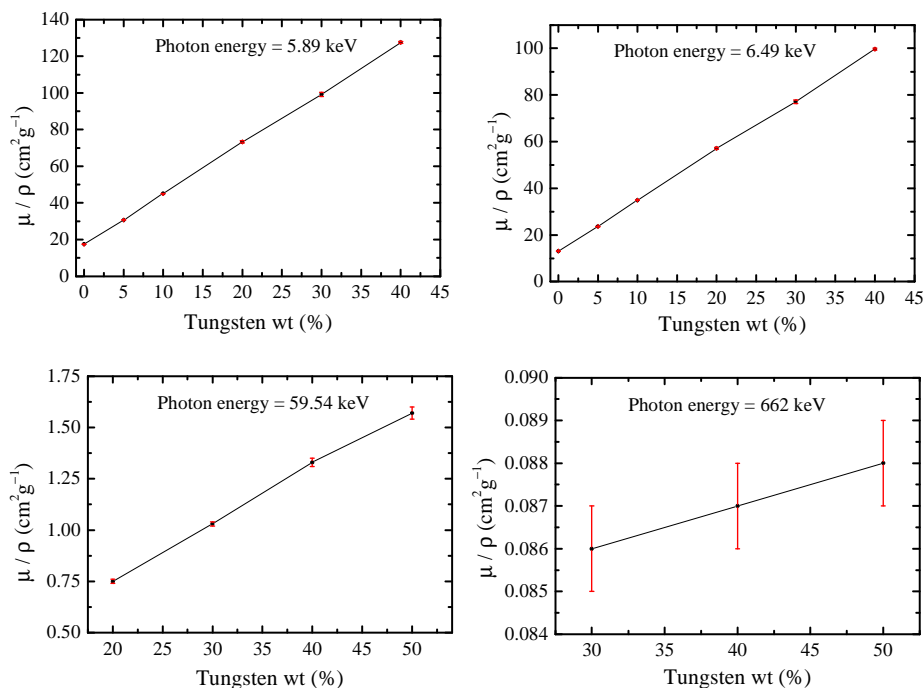 140
120
100
80
60
40
20
0
Photon energy = 5.89 keV
μ / ρ (cm²g⁻¹)
0 5 10 15 20 25 30 35 40 45
Tungsten wt (%)
100
80
60
40
20
0
Photon energy = 6.49 keV
μ / ρ (cm²g⁻¹)
0 5 10 15 20 25 30 35 40 45
Tungsten wt (%)
1.75
1.50
1.25
1.00
0.75
0.50
Photon energy = 59.54 keV
μ / ρ (cm²g⁻¹)
20 25 30 35 40 45 50
Tungsten wt (%)
0.090
0.089
0.088
0.087
0.086
0.085
0.084
Photon energy = 662 keV
μ / ρ (cm²g⁻¹)
30 35 40 45 50
Tungsten wt (%)